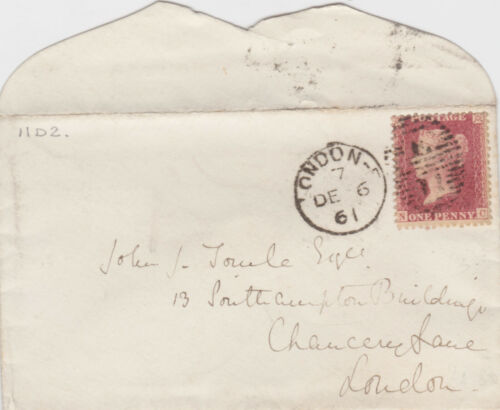 11D2.
LONDON
7
DE 6
61
POSTAGE
ONE PENNY
John J. Towle Esqre
13 Southampton Buildings
Chancery Lane
London.